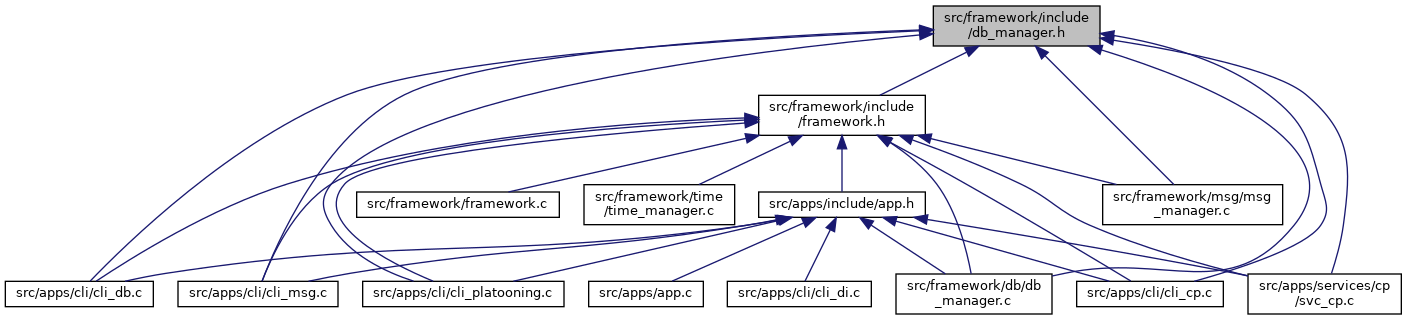 src/framework/include
/db_manager.h
src/framework/include
/framework.h
src/framework/framework.c
src/framework/time
/time_manager.c
src/apps/include/app.h
src/framework/msg/msg
_manager.c
src/apps/cli/cli_db.c
src/apps/cli/cli_msg.c
src/apps/cli/cli_platooning.c
src/apps/app.c
src/apps/cli/cli_di.c
src/framework/db/db
_manager.c
src/apps/cli/cli_cp.c
src/apps/services/cp
/svc_cp.c